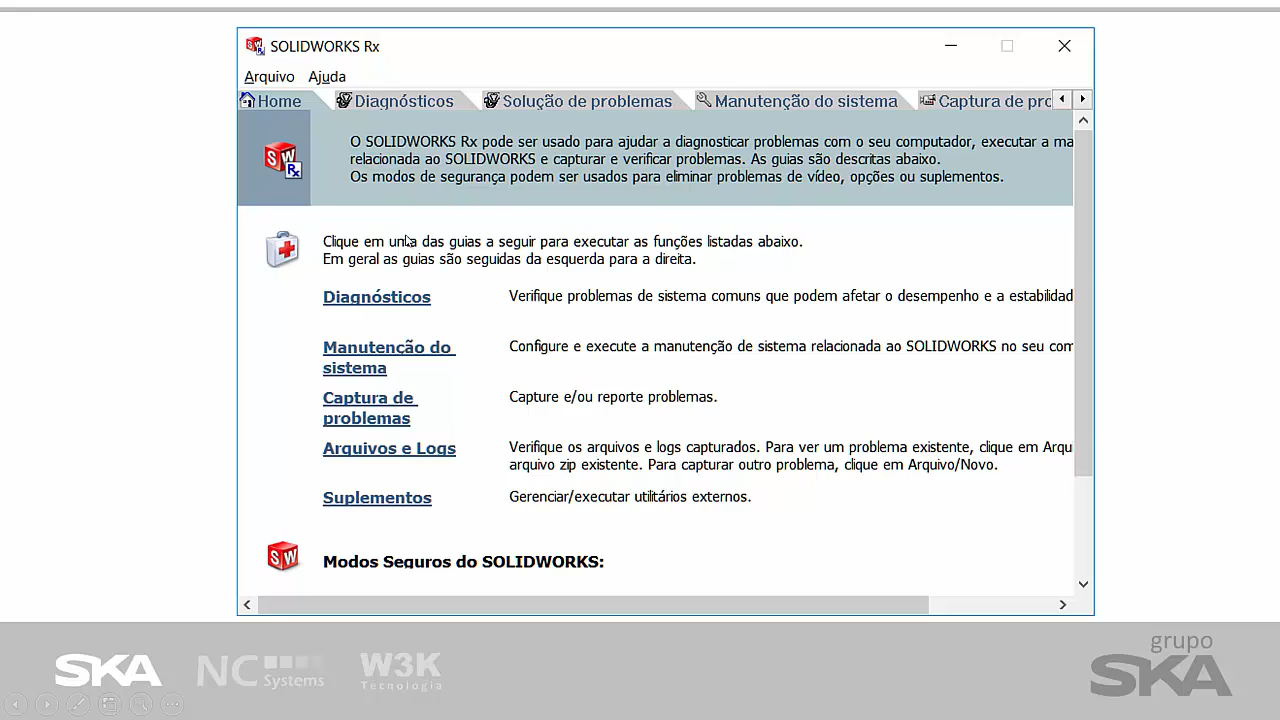 SOLIDWORKS Rx
Arquivo Ajuda
Home Diagnósticos Solução de problemas Manutenção do sistema Captura de pro
O SOLIDWORKS Rx pode ser usado para ajudar a diagnosticar problemas com o seu computador, executar a ma
relacionada ao SOLIDWORKS e capturar e verificar problemas. As guias são descritas abaixo.
Os modos de segurança podem ser usados para eliminar problemas de vídeo, opções ou suplementos.
Clique em uma das guias a seguir para executar as funções listadas abaixo.
Em geral as guias são seguidas da esquerda para a direita.
Diagnósticos Verifique problemas de sistema comuns que podem afetar o desempenho e a estabilidad
Manutenção do Configure e execute a manutenção de sistema relacionada ao SOLIDWORKS no seu com
sistema
Captura de Capture e/ou reporte problemas.
problemas
Arquivos e Logs Verifique os arquivos e logs capturados. Para ver um problema existente, clique em Arqu
arquivo zip existente. Para capturar outro problema, clique em Arquivo/Novo.
Suplementos Gerenciar/executar utilitários externos.
Modos Seguros do SOLIDWORKS:
SKA NC Systems W3K Tecnologia grupo SKA